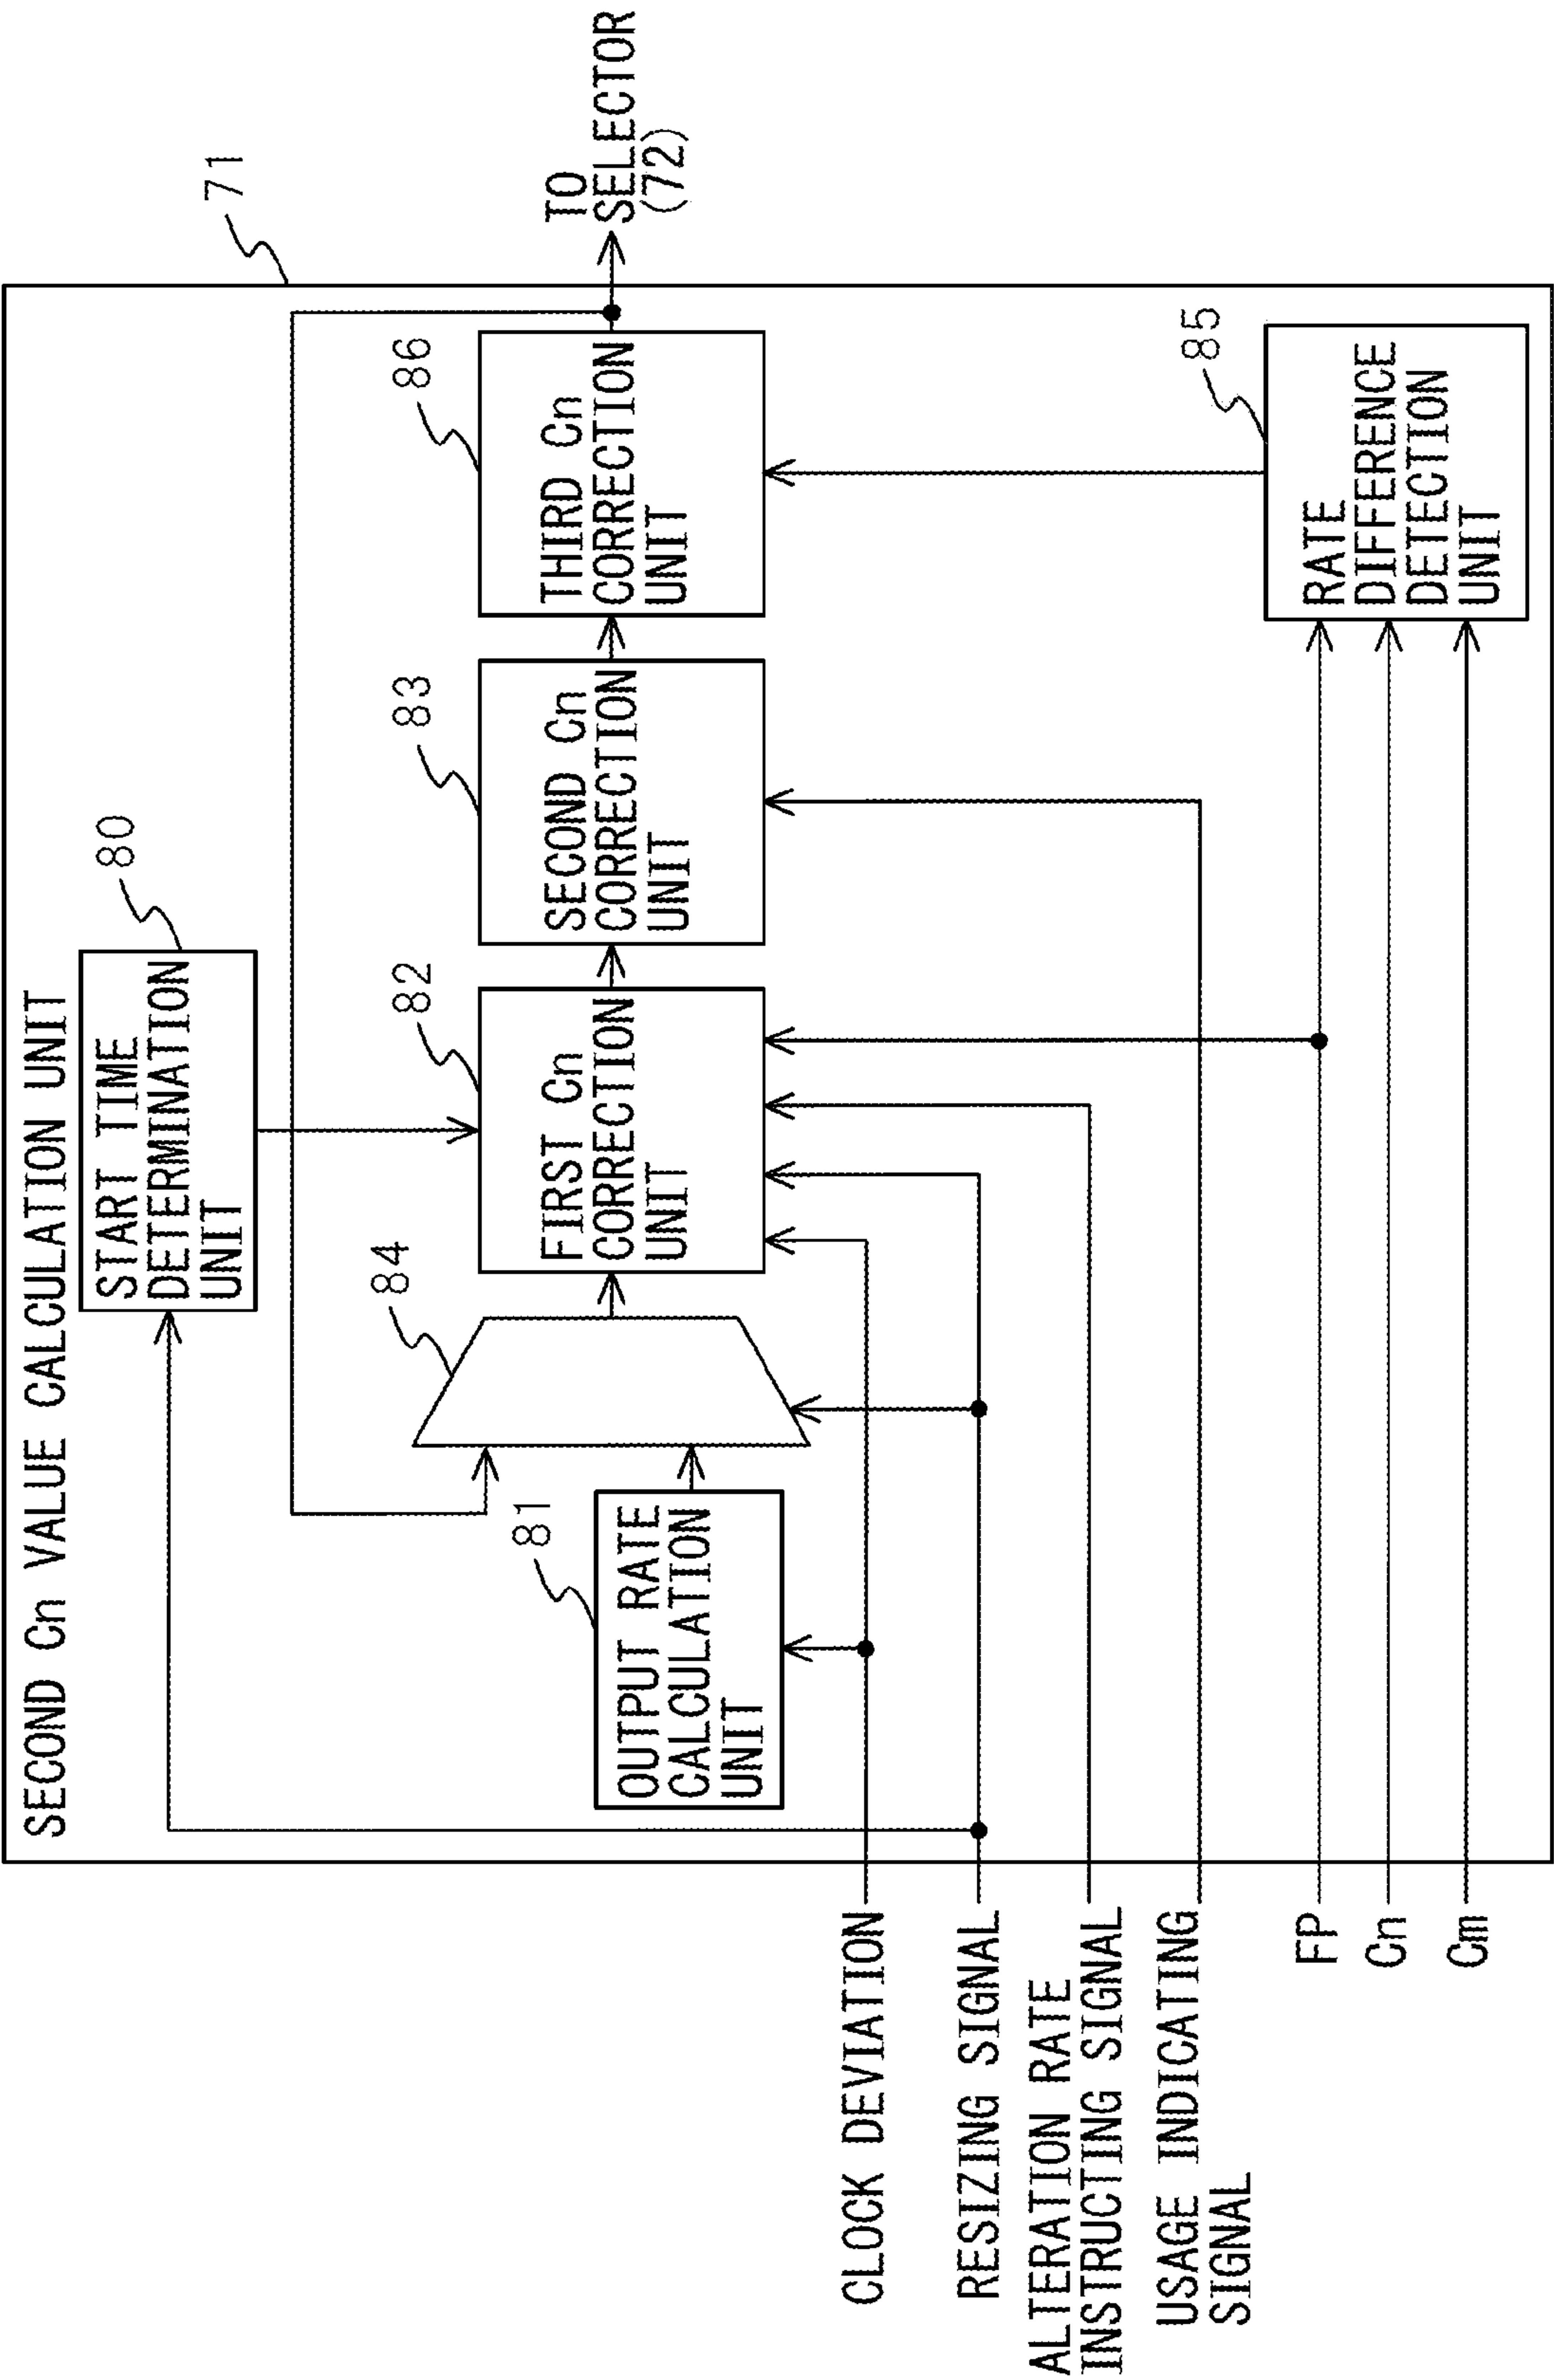 SECOND Cn VALUE CALCULATION UNIT
71
START TIME
DETERMINATION
UNIT
80
84
82
83
86
81
OUTPUT RATE
CALCULATION
UNIT
FIRST Cn
CORRECTION
UNIT
SECOND Cn
CORRECTION
UNIT
THIRD Cn
CORRECTION
UNIT
TO
SELECTOR
(72)
CLOCK DEVIATION
RESIZING SIGNAL
ALTERATION RATE
INSTRUCTING SIGNAL
USAGE INDICATING
SIGNAL
85
RATE
DIFFERENCE
DETECTION
UNIT
FP
Cn
Cm